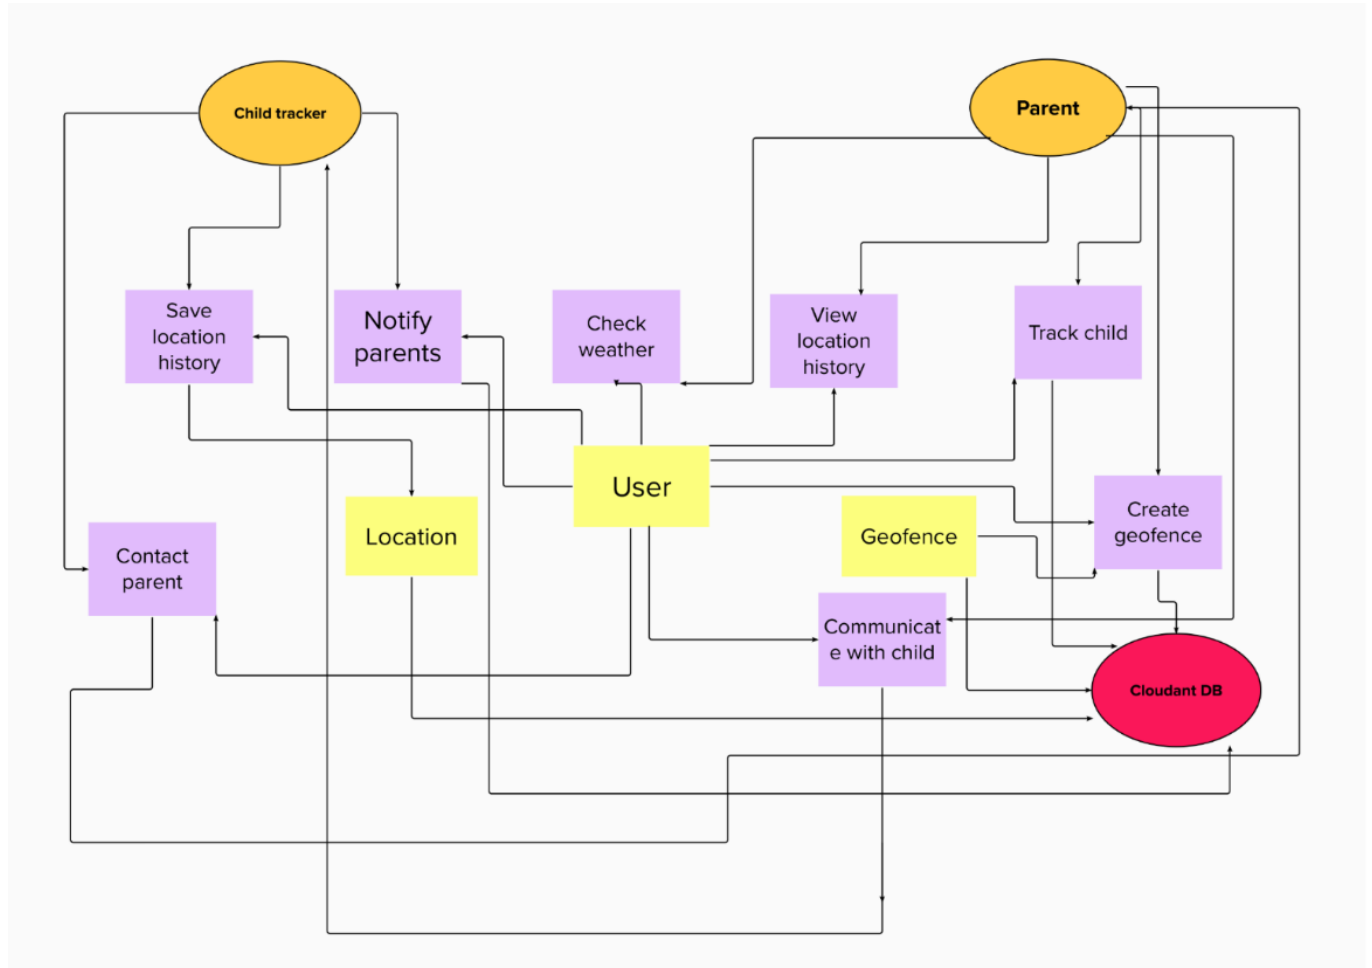 Child tracker
Parent
Save
location
history
Notify
parents
Check
weather
View
location
history
Track child
User
Location
Geofence
Create
geofence
Contact
parent
Communicat
e with child
Cloudant DB